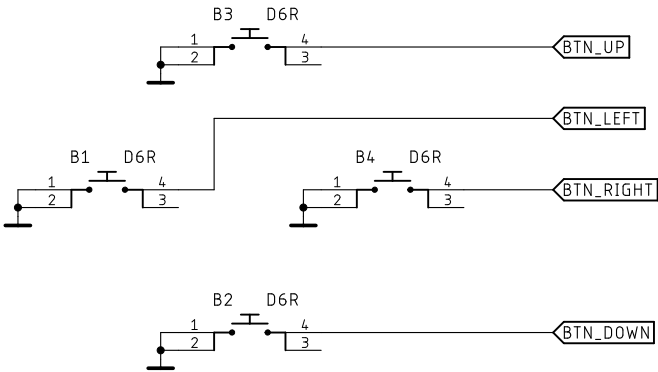 B3 D6R
1 4 BTN_UP
2 3
BTN_LEFT
B1 D6R B4 D6R
1 4 1 4 BTN_RIGHT
2 3 2 3
B2 D6R
1 4 BTN_DOWN
2 3